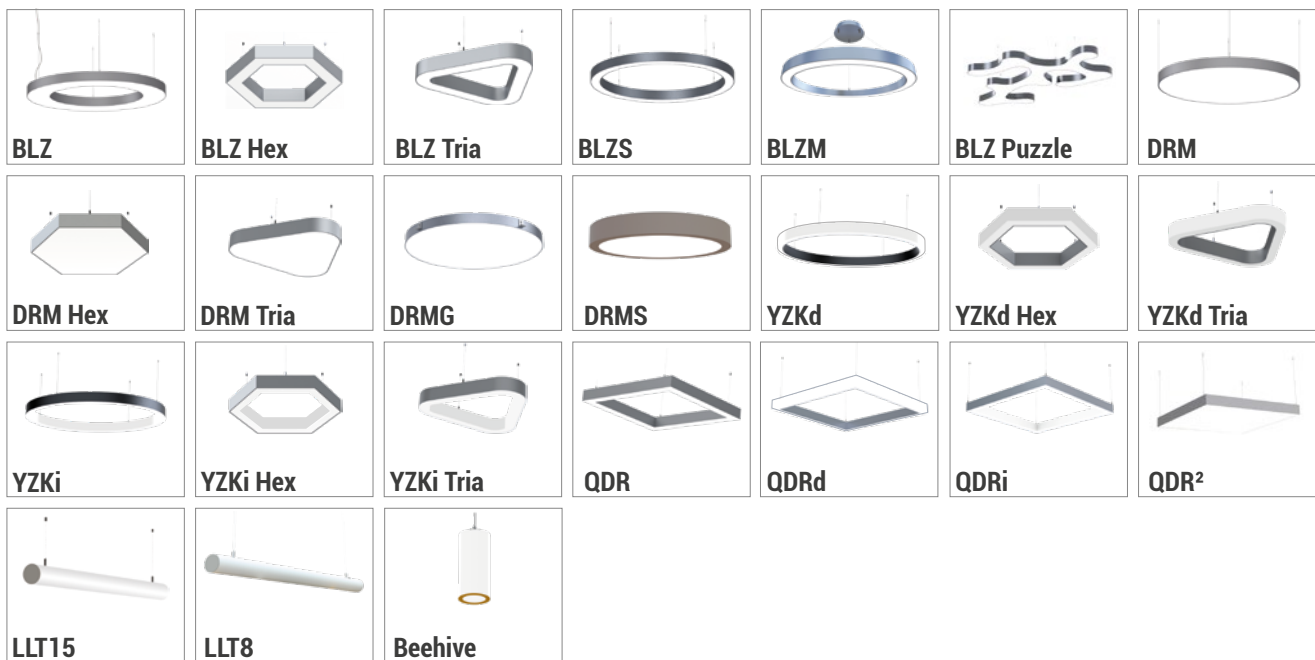 BLZ
BLZ Hex
BLZ Tria
BLZS
BLZM
BLZ Puzzle
DRM
DRM Hex
DRM Tria
DRMG
DRMS
YZKd
YZKd Hex
YZKd Tria
YZKi
YZKi Hex
YZKi Tria
QDR
QDRd
QDRi
QDR²
LLT15
LLT8
Beehive